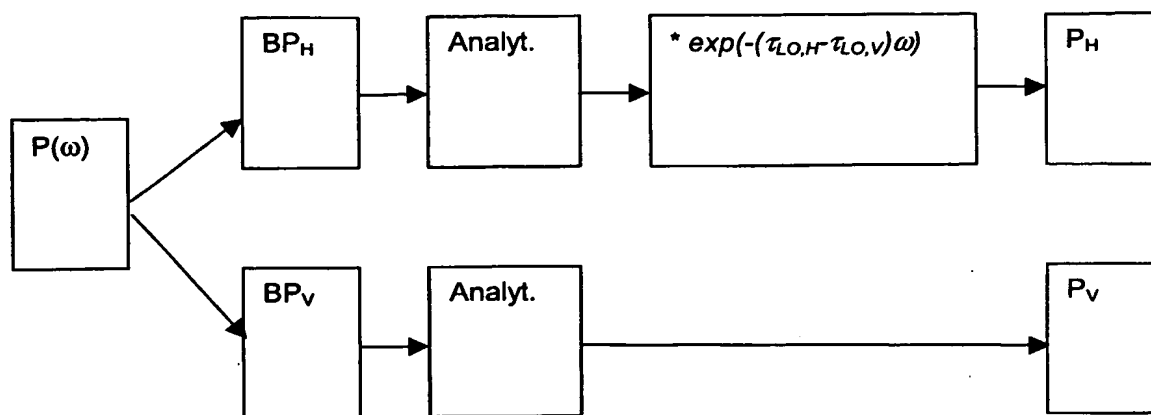 P(ω)
BP_H
Analyt.
* exp(-(τ_LO,H-τ_LO,V)ω)
P_H
BP_V
Analyt.
P_V